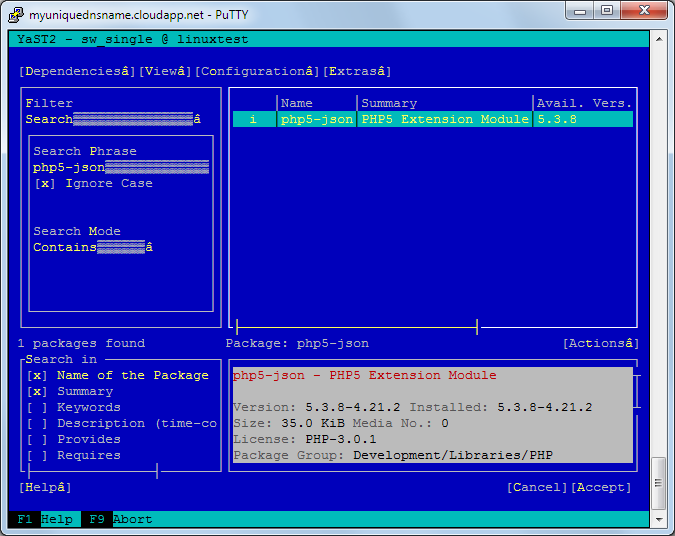 myuniquednsname.cloudapp.net - PuTTY
YaST2 - sw_single @ linuxtest
[Dependenciesâ][Viewâ][Configurationâ][Extrasâ]
Filter
Searchâ
Search Phrase
php5-json
[x] Ignore Case
Search Mode
Containsâ
Name Summary Avail. Vers.
i php5-json PHP5 Extension Module 5.3.8
1 packages found
Package: php5-json [Actionsâ]
Search in
[x] Name of the Package
[x] Summary
[ ] Keywords
[ ] Description (time-co
[ ] Provides
[ ] Requires
php5-json - PHP5 Extension Module
Version: 5.3.8-4.21.2 Installed: 5.3.8-4.21.2
Size: 35.0 KiB Media No.: 0
License: PHP-3.0.1
Package Group: Development/Libraries/PHP
[Helpâ] [Cancel][Accept]
F1 Help F9 Abort